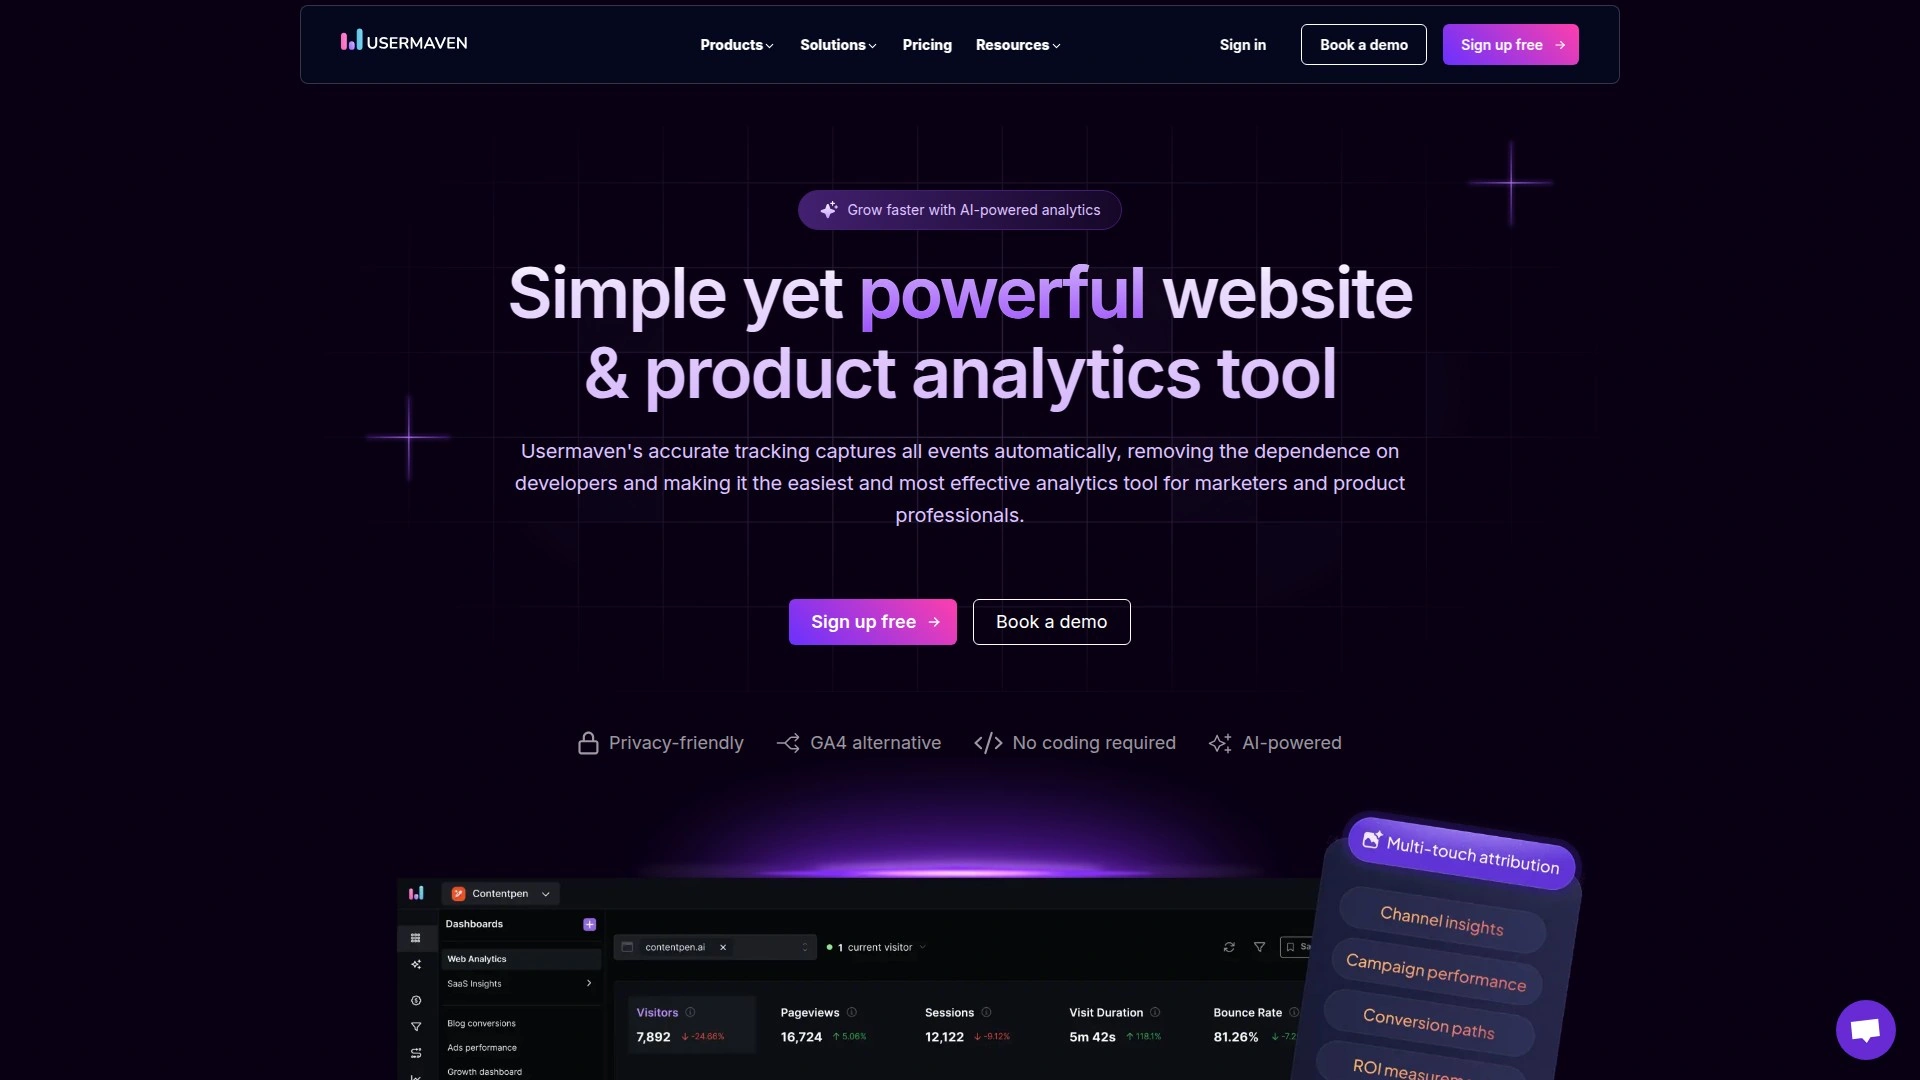 USERMAVEN
Products Solutions Pricing Resources
Sign in Book a demo Sign up free
Grow faster with AI-powered analytics
Simple yet powerful website
& product analytics tool
Usermaven's accurate tracking captures all events automatically, removing the dependence on
developers and making it the easiest and most effective analytics tool for marketers and product
professionals.
Sign up free Book a demo
Privacy-friendly GA4 alternative No coding required AI-powered
Multi-touch attribution
Channel insights
Campaign performance
Conversion paths
Contentpen
Dashboards
Web Analytics
SaaS Insights
Blog conversions
Ads performance
Growth dashboard
contentpen.ai
1 current visitor
Visitors Pageviews Sessions Visit Duration Bounce Rate
7,892 -24.66% 16,724 5.06% 12,122 -9.12% 5m 42s 118.1% 81.26%
ROI